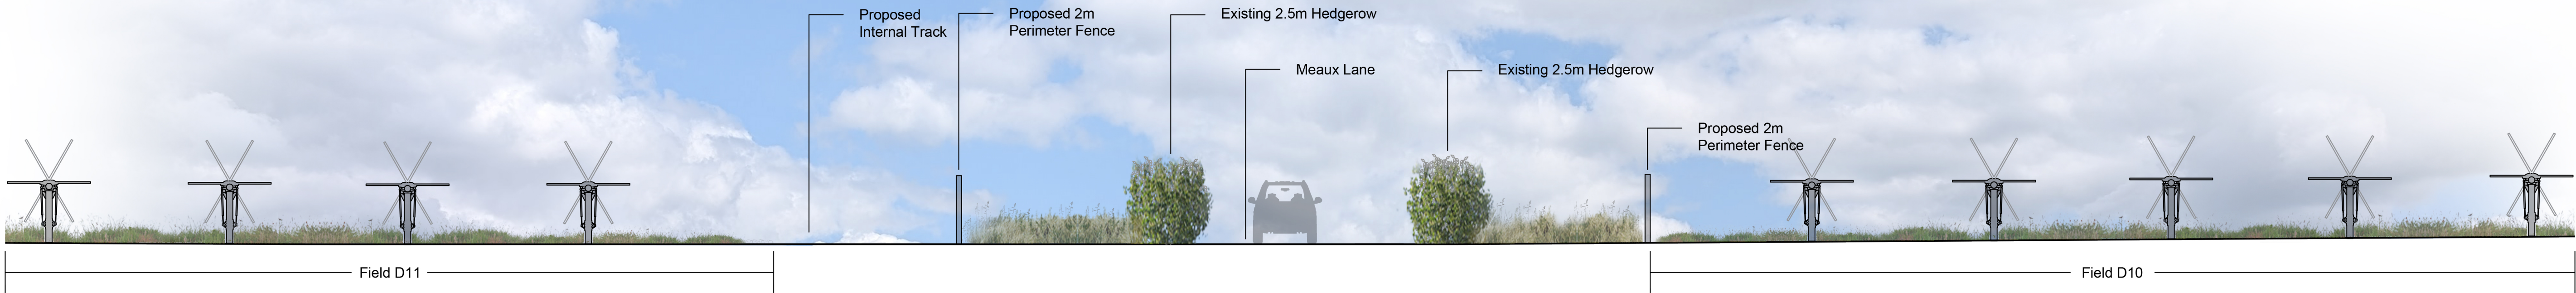 Proposed
Internal Track
Proposed 2m
Perimeter Fence
Existing 2.5m Hedgerow
Meaux Lane
Existing 2.5m Hedgerow
Proposed 2m
Perimeter Fence
Field D11
Field D10